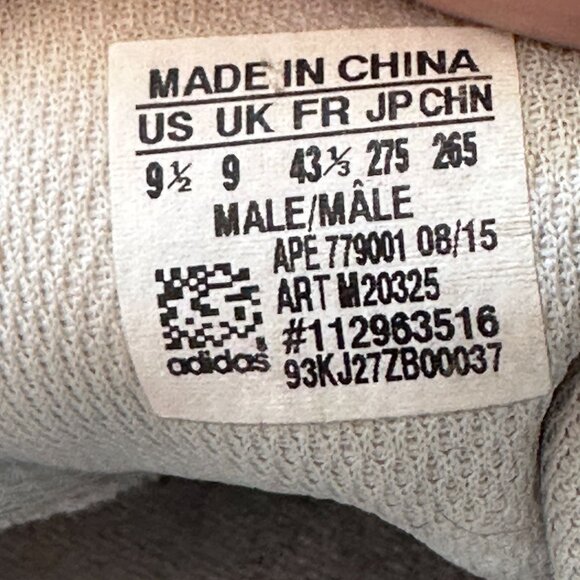 MADE IN CHINA
US UK FR JP CHN
9½ 9 43⅓ 275 265
MALE/MÂLE
APE 779001 08/15
ART M20325
#112963516
adidas 93KJ27ZB00037